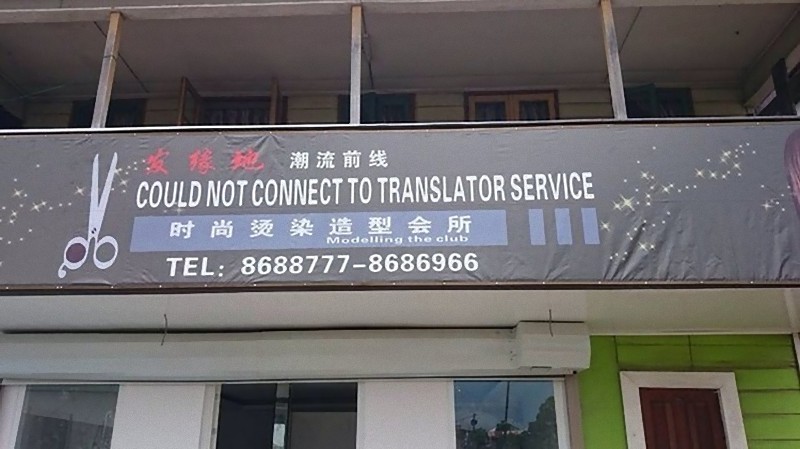 发缘地 潮流前线
COULD NOT CONNECT TO TRANSLATOR SERVICE
时尚烫染造型会所
Modelling the club
TEL: 8688777-8686966